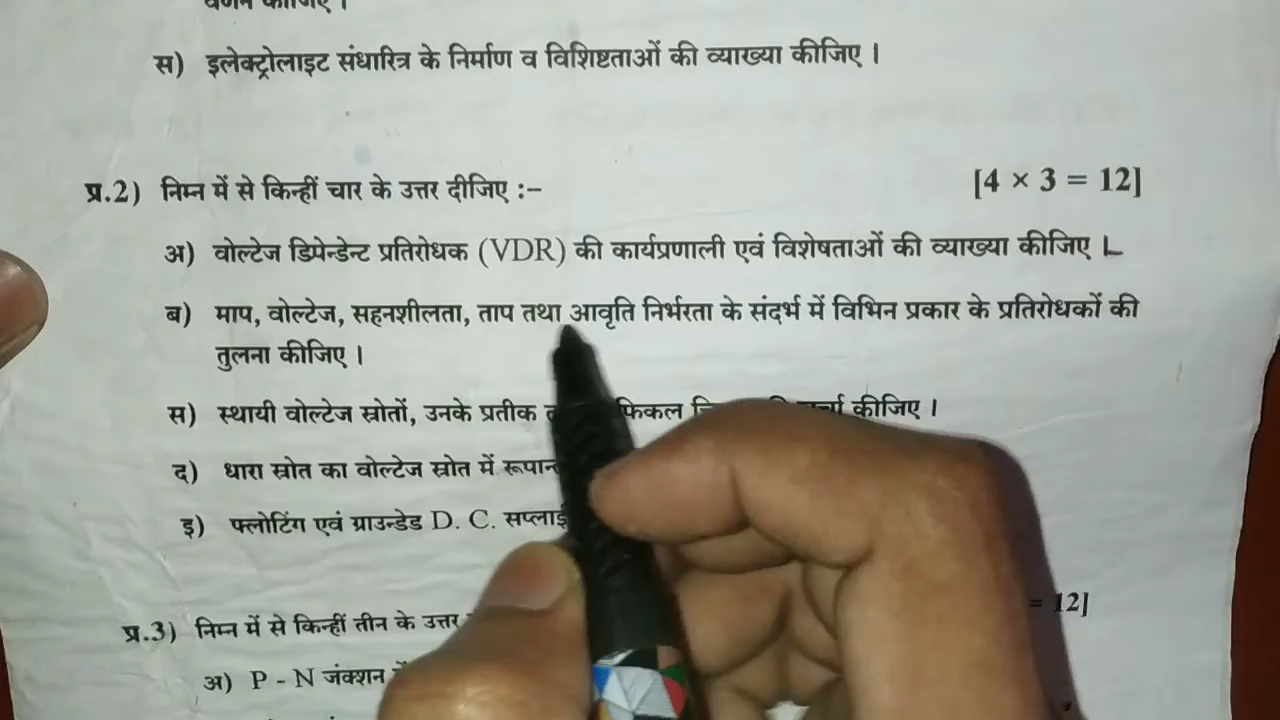 स) इलेक्ट्रोलाइट संधारित्र के निर्माण व विशिष्टताओं की व्याख्या कीजिए ।
प्र.2) निम्न में से किन्हीं चार के उत्तर दीजिए :– [4 × 3 = 12]
अ) वोल्टेज डिपेन्डेन्ट प्रतिरोधक (VDR) की कार्यप्रणाली एवं विशेषताओं की व्याख्या कीजिए ।
ब) माप, वोल्टेज, सहनशीलता, ताप तथा आवृति निर्भरता के संदर्भ में विभिन प्रकार के प्रतिरोधकों की
तुलना कीजिए ।
स) स्थायी वोल्टेज स्रोतों, उनके प्रतीक कीजिए ।
द) धारा स्रोत का वोल्टेज स्रोत में
इ) फ्लोटिंग एवं ग्राउन्डेड D. C. सप्लाई
प्र.3) निम्न में से किन्हीं तीन के उत्तर = 12]
अ) P - N जंक्शन